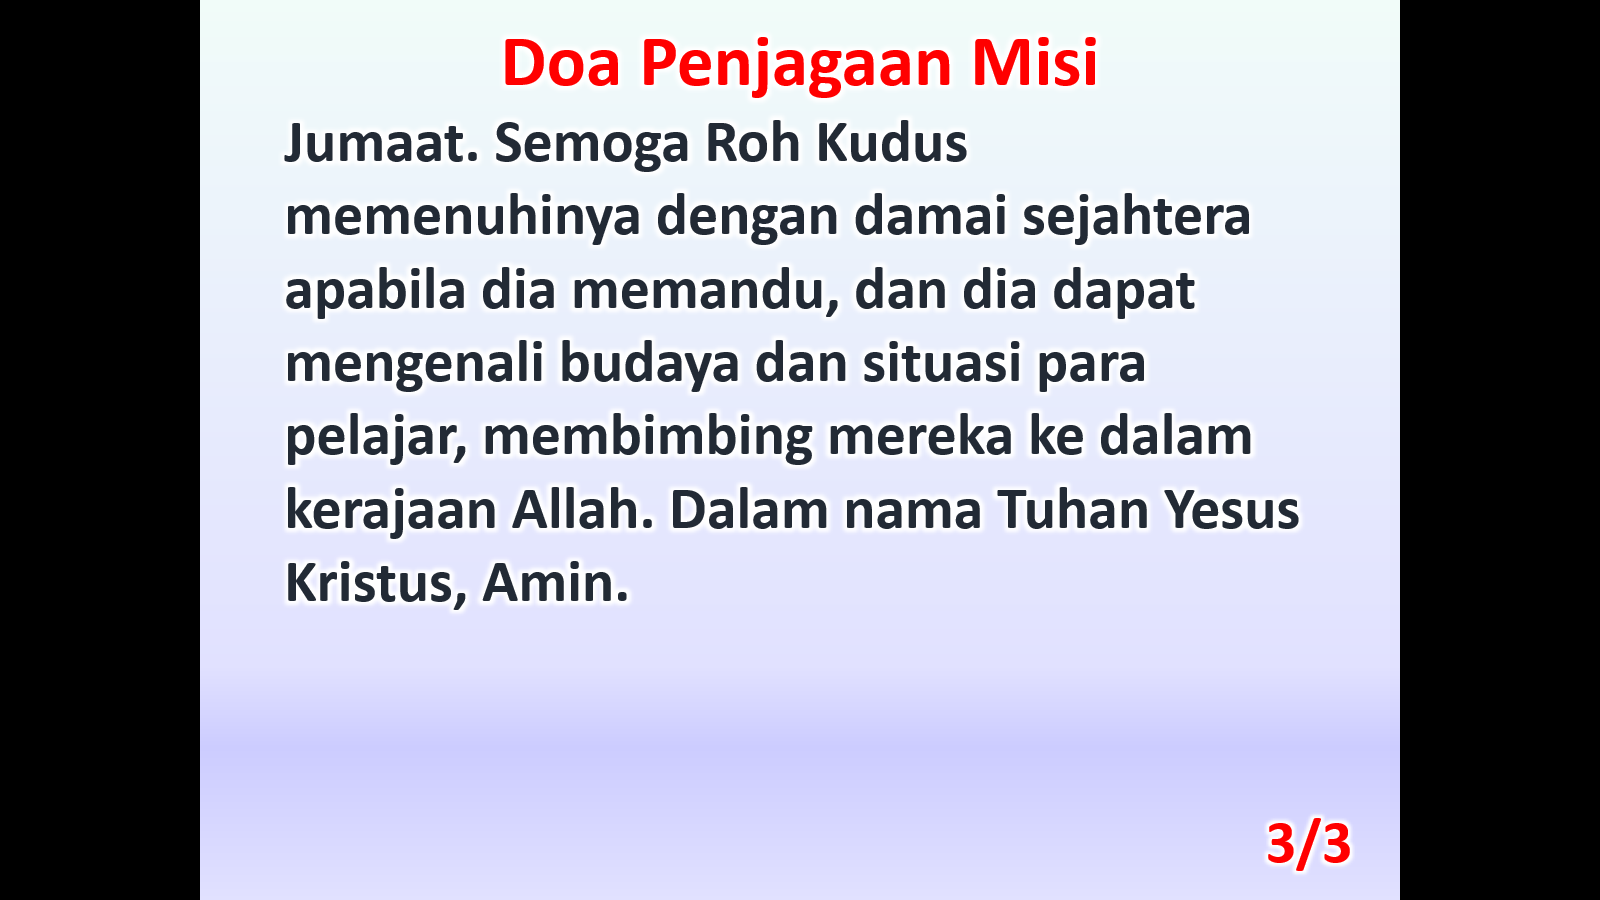 Doa Penjagaan Misi
Jumaat. Semoga Roh Kudus
memenuhinya dengan damai sejahtera
apabila dia memandu, dan dia dapat
mengenali budaya dan situasi para
pelajar, membimbing mereka ke dalam
kerajaan Allah. Dalam nama Tuhan Yesus
Kristus, Amin.
3/3